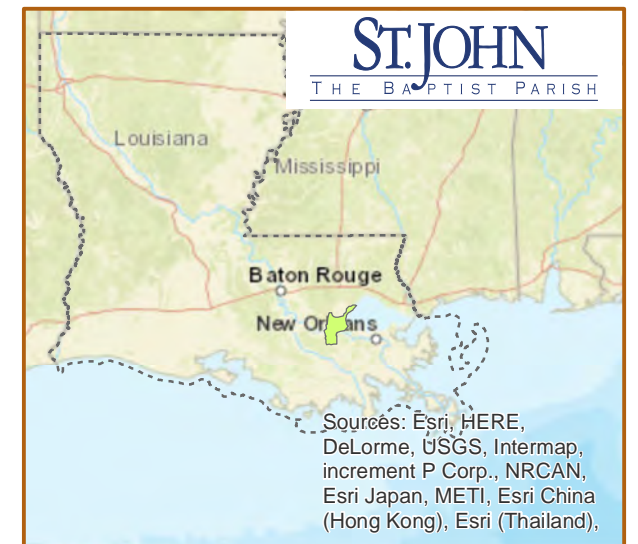 ST. JOHN
THE BAPTIST PARISH
Louisiana
Mississippi
Baton Rouge
New Orleans
Sources: Esri, HERE,
DeLorme, USGS, Intermap,
increment P Corp., NRCAN,
Esri Japan, METI, Esri China
(Hong Kong), Esri (Thailand),